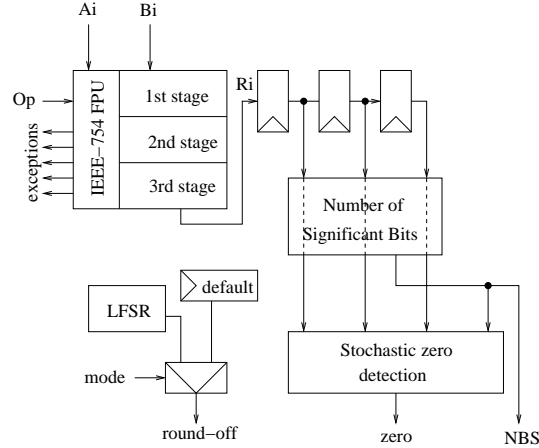 Ai
Bi
Op
IEEE−754 FPU
1st stage
2nd stage
3rd stage
exceptions
Ri
Number of
Significant Bits
LFSR
default
mode
round−off
Stochastic zero
detection
zero
NBS